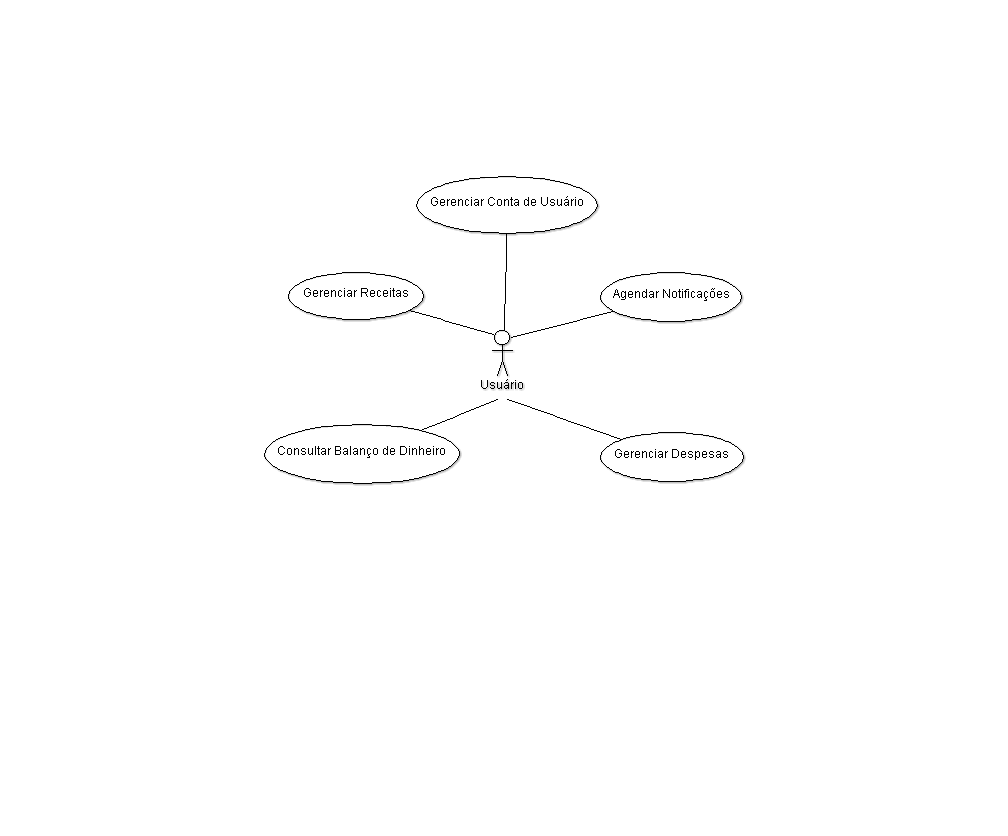 Gerenciar Conta de Usuário
Gerenciar Receitas
Agendar Notificações
Usuário
Consultar Balanço de Dinheiro
Gerenciar Despesas